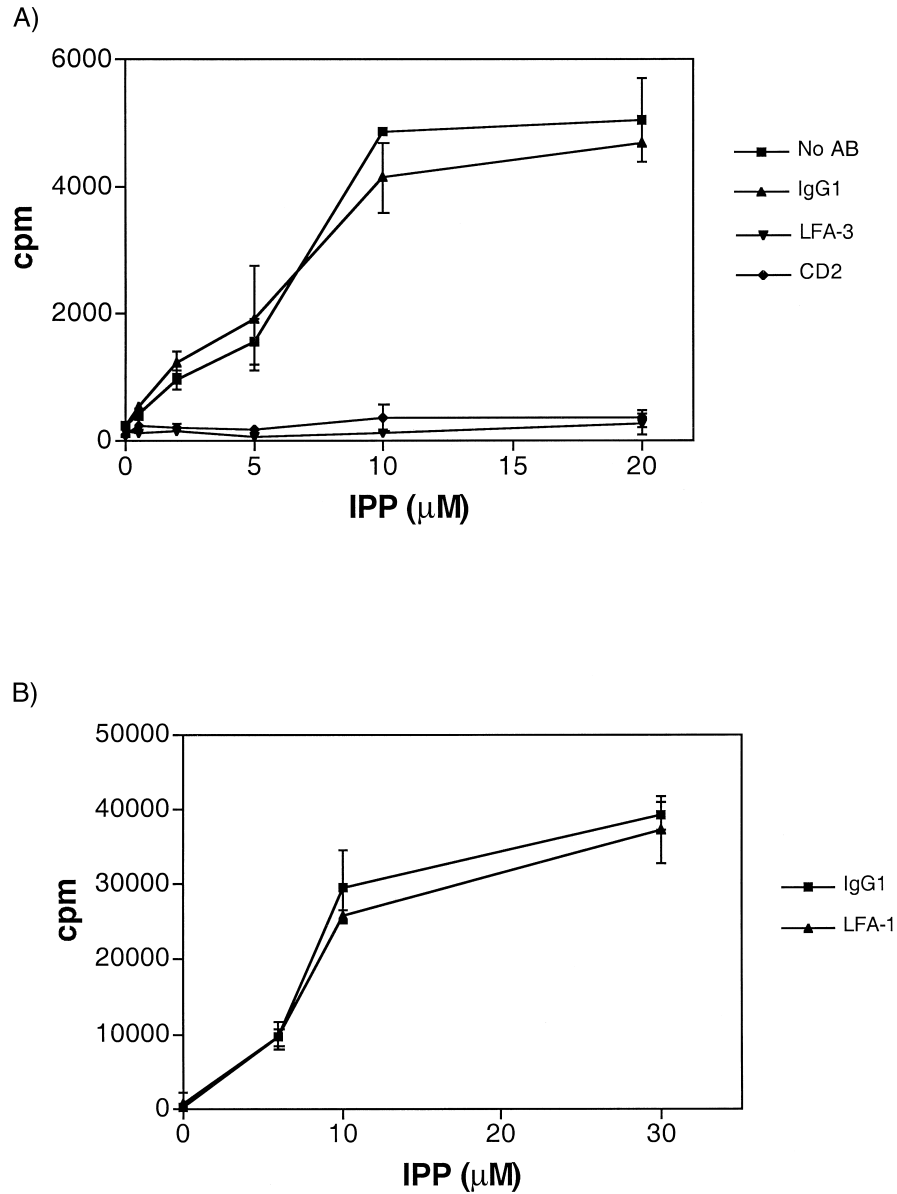 A)
6000
4000
2000
0
cpm
0 5 10 15 20
IPP (μM)
No AB
IgG1
LFA-3
CD2
B)
50000
40000
30000
20000
10000
0
cpm
0 10 20 30
IPP (μM)
IgG1
LFA-1